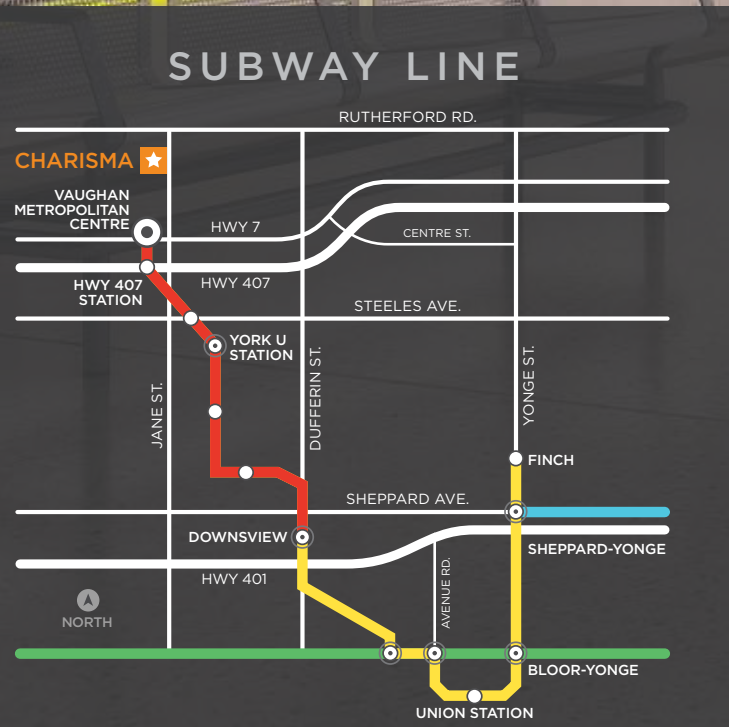 SUBWAY LINE
RUTHERFORD RD.
CHARISMA
VAUGHAN
METROPOLITAN
CENTRE
HWY 7
CENTRE ST.
HWY 407
STATION
HWY 407
STEELES AVE.
YORK U
STATION
JANE ST.
DUFFERIN ST.
YONGE ST.
FINCH
SHEPPARD AVE.
DOWNSVIEW
SHEPPARD-YONGE
HWY 401
AVENUE RD.
NORTH
BLOOR-YONGE
UNION STATION